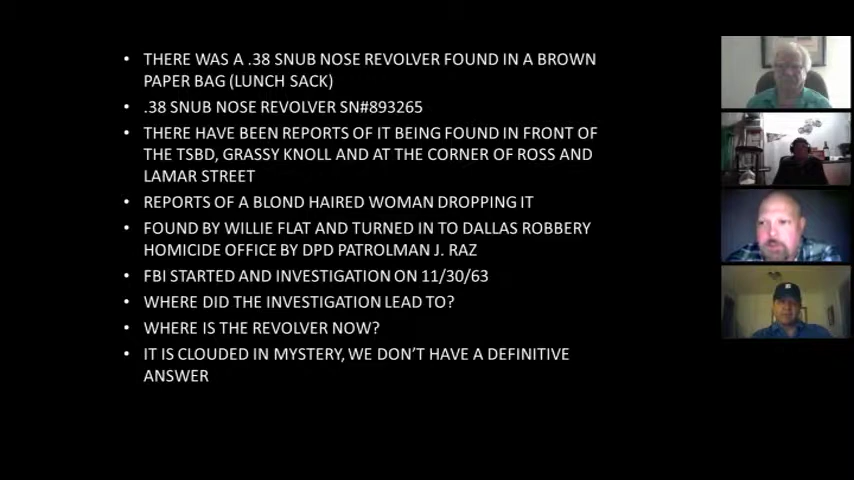 • THERE WAS A .38 SNUB NOSE REVOLVER FOUND IN A BROWN
PAPER BAG (LUNCH SACK)
• .38 SNUB NOSE REVOLVER SN#893265
• THERE HAVE BEEN REPORTS OF IT BEING FOUND IN FRONT OF
THE TSBD, GRASSY KNOLL AND AT THE CORNER OF ROSS AND
LAMAR STREET
• REPORTS OF A BLOND HAIRED WOMAN DROPPING IT
• FOUND BY WILLIE FLAT AND TURNED IN TO DALLAS ROBBERY
HOMICIDE OFFICE BY DPD PATROLMAN J. RAZ
• FBI STARTED AND INVESTIGATION ON 11/30/63
• WHERE DID THE INVESTIGATION LEAD TO?
• WHERE IS THE REVOLVER NOW?
• IT IS CLOUDED IN MYSTERY, WE DON'T HAVE A DEFINITIVE
ANSWER